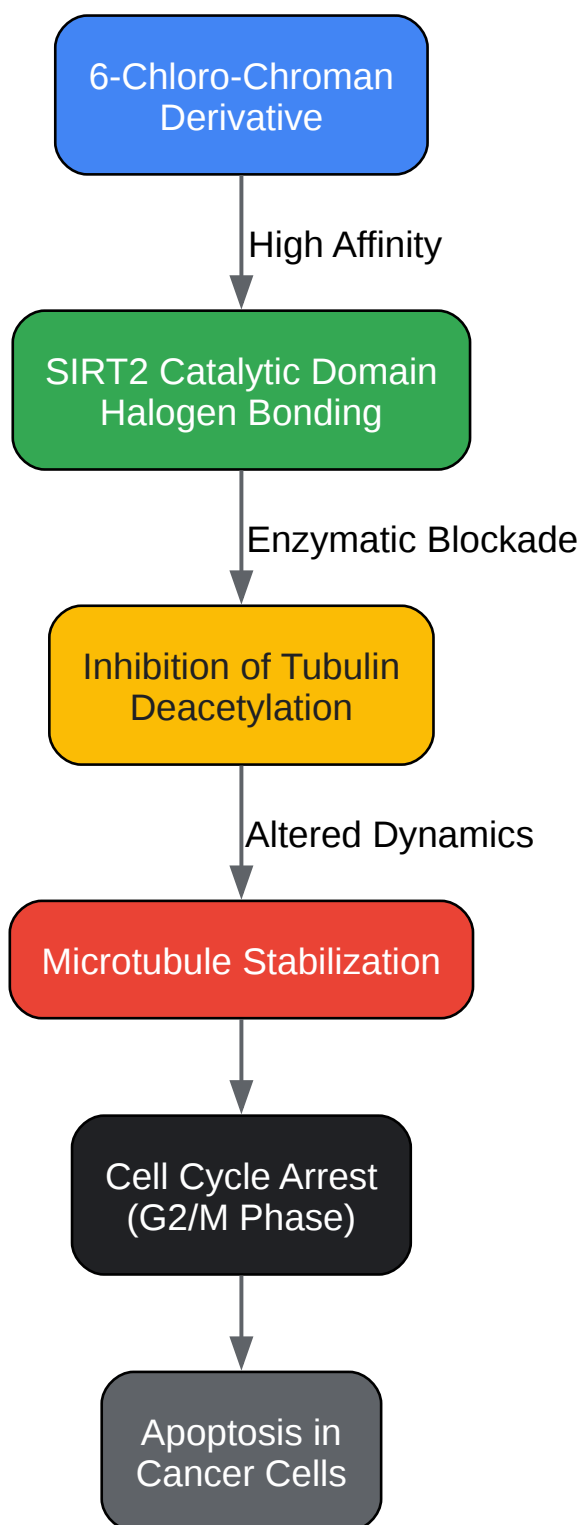 6-Chloro-Chroman
Derivative
High Affinity
SIRT2 Catalytic Domain
Halogen Bonding
Enzymatic Blockade
Inhibition of Tubulin
Deacetylation
Altered Dynamics
Microtubule Stabilization
Cell Cycle Arrest
(G2/M Phase)
Apoptosis in
Cancer Cells